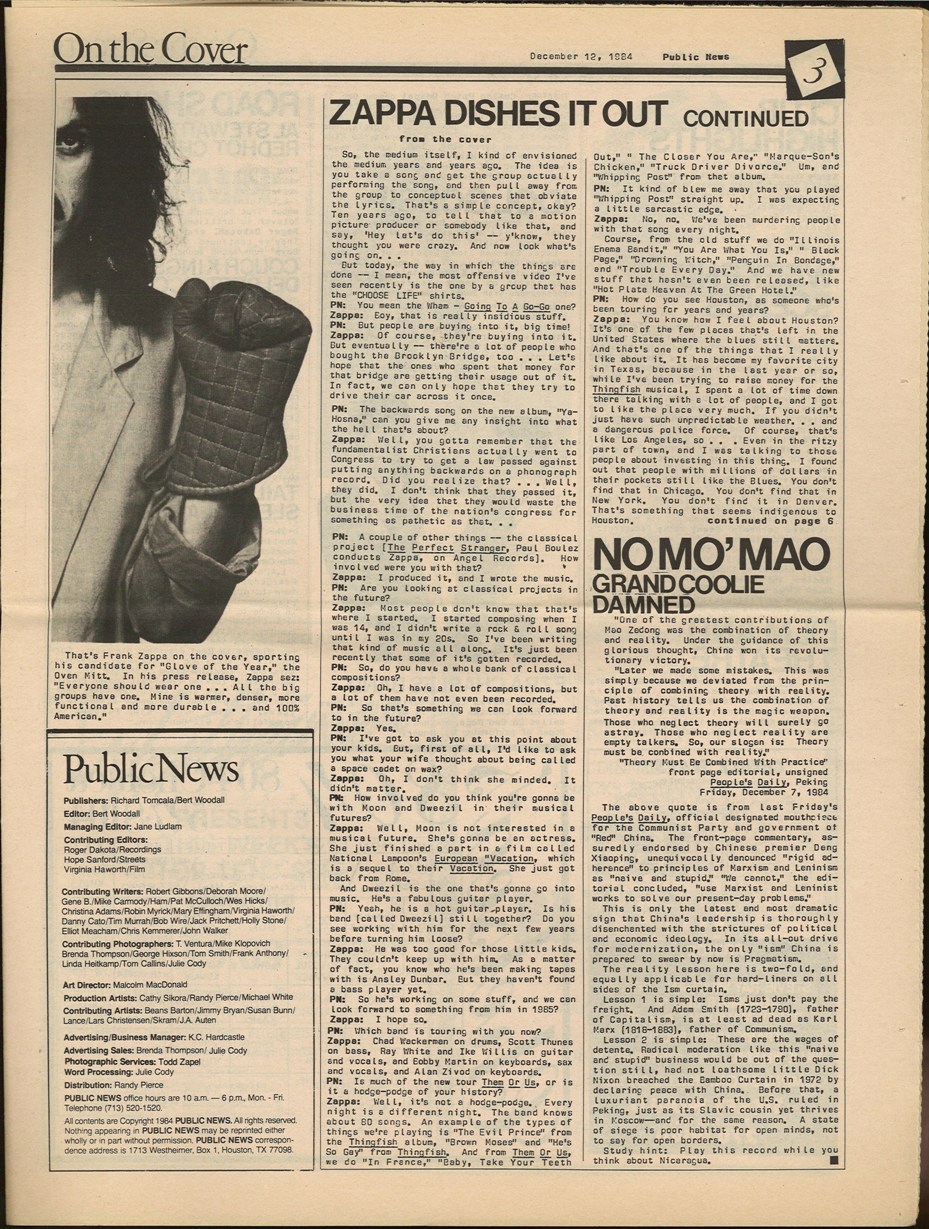 On the Cover
December 12, 1984 Public News
3
ZAPPA DISHES IT OUT CONTINUED
from the cover
So, the medium itself, I kind of envisioned
the medium years and years ago. The idea is
you take a song and get the group actually
performing the song, and then pull away from
the group to conceptual scenes that obviate
the lyrics. That's a simple concept, okay?
Ten years ago, to tell that to a motion
picture producer or somebody like that, and
say, 'Hey let's do this' -- y'know, they
thought you were crazy. And now look what's
going on. . .
But today, the way in which the things are
done -- I mean, the most offensive video I've
seen recently is the one by a group that has
the "CHOOSE LIFE" shirts.
PN: You mean the Wham - Going To A Go-Go one?
Zappa: Boy, that is really insidious stuff.
PN: But people are buying into it, big time!
Zappa: Of course, they're buying into it.
But eventually -- there're a lot of people who
bought the Brooklyn Bridge, too . . . Let's
hope that the ones who spent that money for
that bridge are getting their usage out of it.
In fact, we can only hope that they try to
drive their car across it once.
PN: The backwards song on the new album, "Ya-
Hosna," can you give me any insight into what
the hell that's about?
Zappa: Well, you gotta remember that the
fundamentalist Christians actually went to
Congress to try to get a law passed against
putting anything backwards on a phonograph
record. Did you realize that? . . . Well,
they did. I don't think that they passed it,
but the very idea that they would waste the
business time of the nation's congress for
something as pathetic as that. . .
PN: A couple of other things -- the classical
project [The Perfect Stranger, Paul Boulez
conducts Zappa, on Angel Records]. How
involved were you with that?
Zappa: I produced it, and I wrote the music.
PN: Are you looking at classical projects in
the future?
Zappa: Most people don't know that that's
where I started. I started composing when I
was 14, and I didn't write a rock & roll song
until I was in my 20s. So I've been writing
that kind of music all along. It's just been
recently that some of it's gotten recorded.
PN: So, do you have a whole bank of classical
compositions?
Zappa: Oh, I have a lot of compositions, but
a lot of them have not even been recorded.
PN: So that's something we can look forward
to in the future?
Zappa: Yes.
PN: I've got to ask you at this point about
your kids. But, first of all, I'd like to ask
you what your wife thought about being called
a space cadet on wax?
Zappa: Oh, I don't think she minded. It
didn't matter.
PN: How involved do you think you're gonna be
with Moon and Dweezil in their musical
futures?
Zappa: Well, Moon is not interested in a
musical future. She's gonna be an actress.
She just finished a part in a film called
National Lampoon's European "Vacation, which
is a sequel to their Vacation. She just got
back from Rome.
And Dweezil is the one that's gonna go into
music. He's a fabulous guitar player.
PN: Yeah, he is a hot guitar player. Is his
band [called Dweezil] still together? Do you
see working with him for the next few years
before turning him loose?
Zappa: He was too good for those little kids.
They couldn't keep up with him. As a matter
of fact, you know who he's been making tapes
with is Ansley Dunbar. But they haven't found
a bass player yet.
PN: So he's working on some stuff, and we can
look forward to something from him in 1985?
Zappa: I hope so.
PN: Which band is touring with you now?
Zappa: Chad Wackerman on drums, Scott Thunes
on bass, Ray White and Ike Willis on guitar
and vocals, and Bobby Martin on keyboards, sax
and vocals, and Alan Zivod on keyboards.
PN: Is much of the new tour Them Or Us, or is
it a hodge-podge of your history?
Zappa: Well, it's not a hodge-podge. Every
night is a different night. The band knows
about 80 songs. An example of the types of
things we're playing is "The Evil Prince" from
the Thingfish album, "Brown Moses" and "He's
So Gay" from Thingfish. And from Them Or Us,
we do "In France," "Baby, Take Your Teeth
Out," " The Closer You Are," "Marque-Son's
Chicken," "Truck Driver Divorce." Um, and
"Whipping Post" from that album.
PN: It kind of blew me away that you played
"Whipping Post" straight up. I was expecting
a little sarcastic edge.
Zappa: No, no. We've been murdering people
with that song every night.
Course, from the old stuff we do "Illinois
Enema Bandit," "You Are What You Is," " Black
Page," "Drowning Witch," "Penguin In Bondage,"
and "Trouble Every Day." And we have new
stuff that hasn't even been released, like
"Hot Plate Heaven At The Green Hotel."
PN: How do you see Houston, as someone who's
been touring for years and years?
Zappa: You know how I feel about Houston?
It's one of the few places that's left in the
United States where the blues still matters.
And that's one of the things that I really
like about it. It has become my favorite city
in Texas, because in the last year or so,
while I've been trying to raise money for the
Thingfish musical, I spent a lot of time down
there talking with a lot of people, and I got
to like the place very much. If you didn't
just have such unpredictable weather. . . and
a dangerous police force. Of course, that's
like Los Angeles, so . . . Even in the ritzy
part of town, and I was talking to those
people about investing in this thing. I found
out that people with millions of dollars in
their pockets still like the Blues. You don't
find that in Chicago. You don't find that in
New York. You don't find it in Denver.
That's something that seems indigenous to
Houston. continued on page 6
NO MO' MAO
GRAND COOLIE
DAMNED
"One of the greatest contributions of
Mao Zedong was the combination of theory
and reality. Under the guidance of this
glorious thought, China won its revolu-
tionary victory.
"Later we made some mistakes. This was
simply because we deviated from the prin-
ciple of combining theory with reality.
Past history tells us the combination of
theory and reality is the magic weapon.
Those who neglect theory will surely go
astray. Those who neglect reality are
empty talkers. So, our slogan is: Theory
must be combined with reality."
"Theory Must Be Combined With Practice"
front page editorial, unsigned
People's Daily, Peking
Friday, December 7, 1984
The above quote is from last Friday's
People's Daily, official designated mouthpiece
for the Communist Party and government of
"Red" China. The front-page commentary, as-
suredly endorsed by Chinese premier Deng
Xiaoping, unequivocally denounced "rigid ad-
herence" to principles of Marxism and Leninism
as "naive and stupid." "We cannot," the edi-
torial concluded, "use Marxist and Leninist
works to solve our present-day problems."
This is only the latest and most dramatic
sign that China's leadership is thoroughly
disenchanted with the strictures of political
and economic ideology. In its all-out drive
for modernization, the only "ism" China is
prepared to swear by now is Pragmatism.
The reality lesson here is two-fold, and
equally applicable for hard-liners on all
sides of the Ism curtain.
Lesson 1 is simple: Isms just don't pay the
freight. And Adam Smith (1723-1790), father
of Capitalism, is at least as dead as Karl
Marx (1818-1883), father of Communism.
Lesson 2 is simple: These are the wages of
detente. Radical moderation like this "naive
and stupid" business would be out of the ques-
tion still, had not loathsome little Dick
Nixon breached the Bamboo Curtain in 1972 by
declaring peace with China. Before that, a
luxuriant paranoia of the U.S. ruled in
Peking, just as its Slavic cousin yet thrives
in Moscow--and for the same reason. A state
of siege is poor habitat for open minds, not
to say for open borders.
Study hint: Play this record while you
think about Nicaragua.
That's Frank Zappa on the cover, sporting
his candidate for "Glove of the Year," the
Oven Mitt. In his press release, Zappa sez:
"Everyone should wear one ... All the big
groups have one. Mine is warmer, denser, more
functional and more durable ... and 100%
American."
Public News
Publishers: Richard Tomcala/Bert Woodall
Editor: Bert Woodall
Managing Editor: Jane Ludlam
Contributing Editors:
Roger Dakota/Recordings
Hope Sanford/Streets
Virginia Haworth/Film
Contributing Writers: Robert Gibbons/Deborah Moore/
Gene B./Mike Carmody/Ham/Pat McCulloch/Wes Hicks/
Christina Adams/Robin Myrick/Mary Effingham/Virginia Haworth/
Danny Cato/Tim Murrah/Bob Wire/Jack Pritchett/Holly Stone/
Elliot Meacham/Chris Kemmerer/John Walker
Contributing Photographers: T. Ventura/Mike Klopovich
Brenda Thompson/George Hixson/Tom Smith/Frank Anthony/
Linda Heitkamp/Tom Callins/Julie Cody
Art Director: Malcolm MacDonald
Production Artists: Cathy Sikora/Randy Pierce/Michael White
Contributing Artists: Beans Barton/Jimmy Bryan/Susan Bunn/
Lance/Lars Christensen/Skram/J.A. Auten
Advertising/Business Manager: K.C. Hardcastle
Advertising Sales: Brenda Thompson/ Julie Cody
Photographic Services: Todd Zapel
Word Processing: Julie Cody
Distribution: Randy Pierce
PUBLIC NEWS office hours are 10 a.m. — 6 p.m., Mon. - Fri.
Telephone (713) 520-1520.
All contents are Copyright 1984 PUBLIC NEWS. All rights reserved.
Nothing appearing in PUBLIC NEWS may be reprinted either
wholly or in part without permission. PUBLIC NEWS correspon-
dence address is 1713 Westheimer, Box 1, Houston, TX 77098.